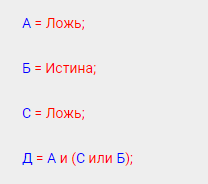 А = Ложь;
Б = Истина;
С = Ложь;
Д = А и (С или Б);